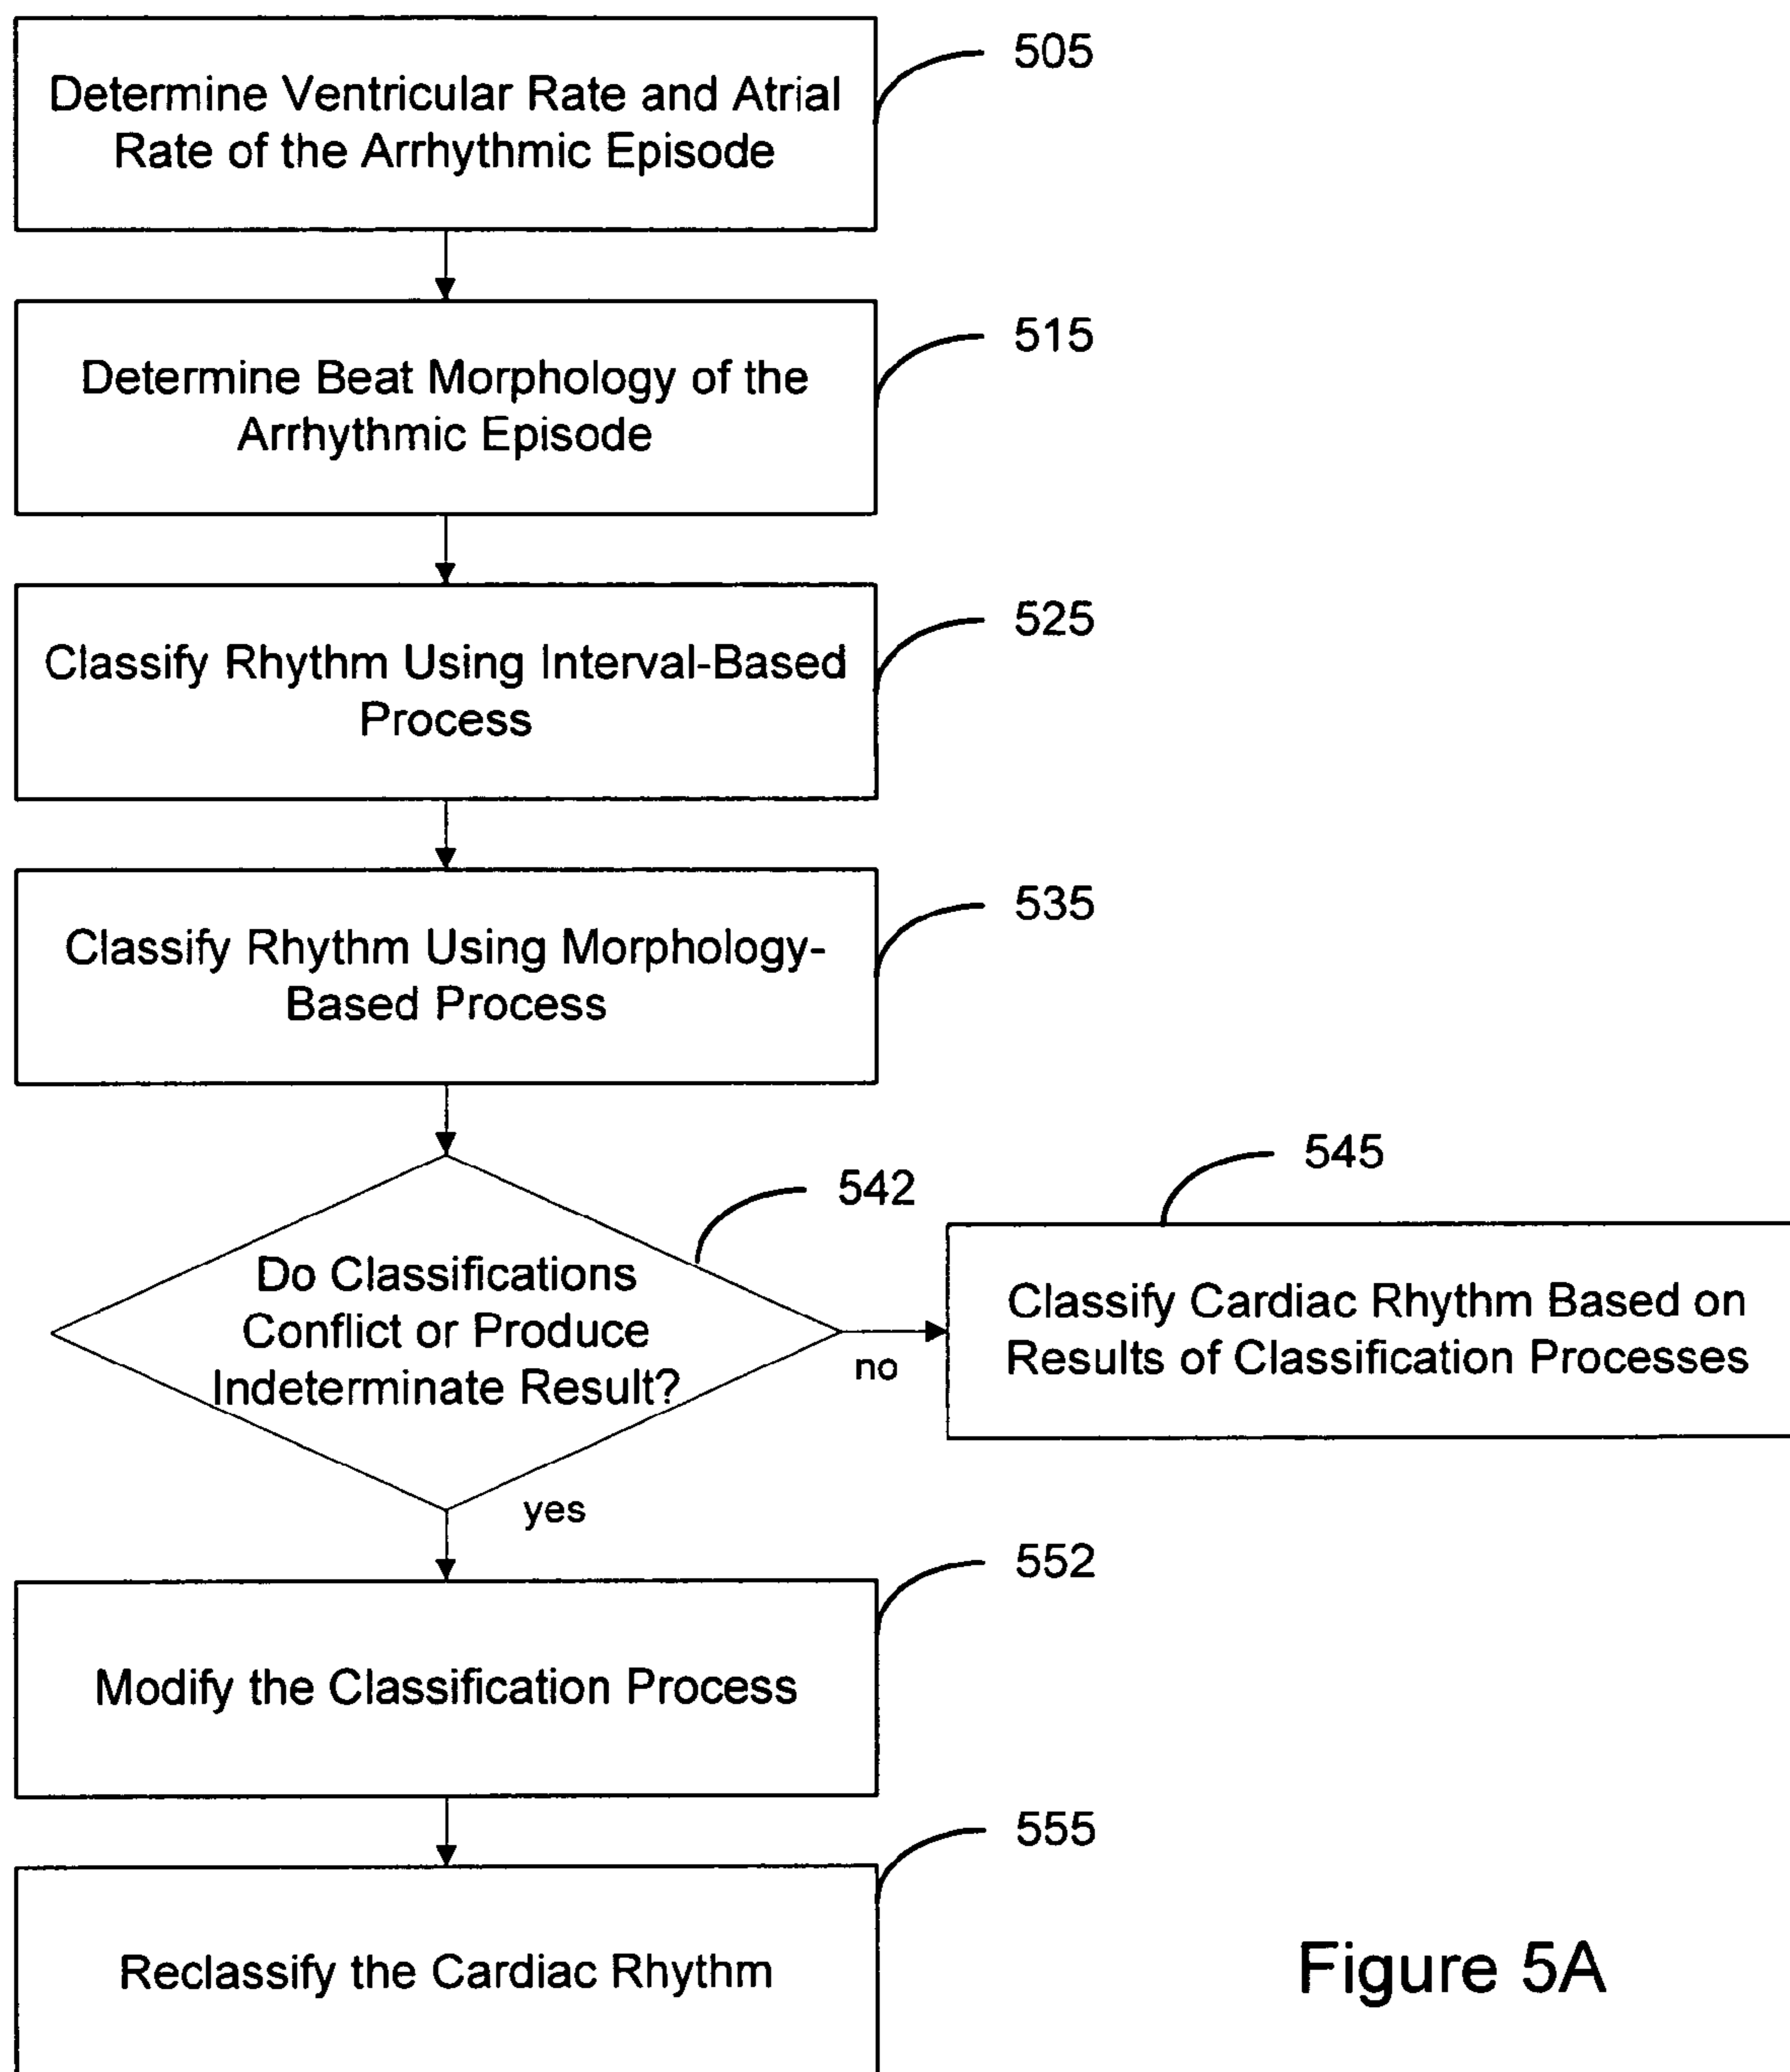 Determine Ventricular Rate and Atrial
Rate of the Arrhythmic Episode
505
Determine Beat Morphology of the
Arrhythmic Episode
515
Classify Rhythm Using Interval-Based
Process
525
Classify Rhythm Using Morphology-
Based Process
535
Do Classifications
Conflict or Produce
Indeterminate Result?
542
no
545
Classify Cardiac Rhythm Based on
Results of Classification Processes
yes
552
Modify the Classification Process
555
Reclassify the Cardiac Rhythm
Figure 5A